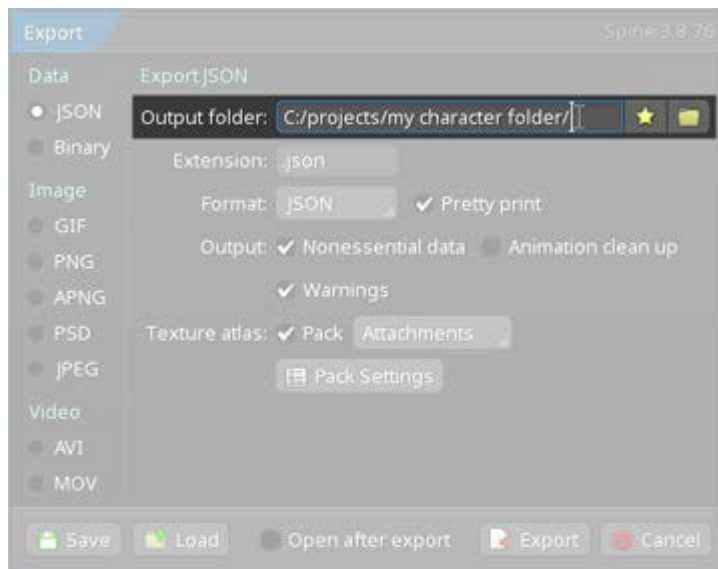 Export
Spine 3.8.76
Data
JSON
Binary
Image
GIF
PNG
APNG
PSD
JPEG
Video
AVI
MOV
Export JSON
Output folder: C:/projects/my character folder/
Extension: .json
Format: JSON Pretty print
Output: Nonessential data Animation clean up
Warnings
Texture atlas: Pack Attachments
Pack Settings
Save Load Open after export Export Cancel